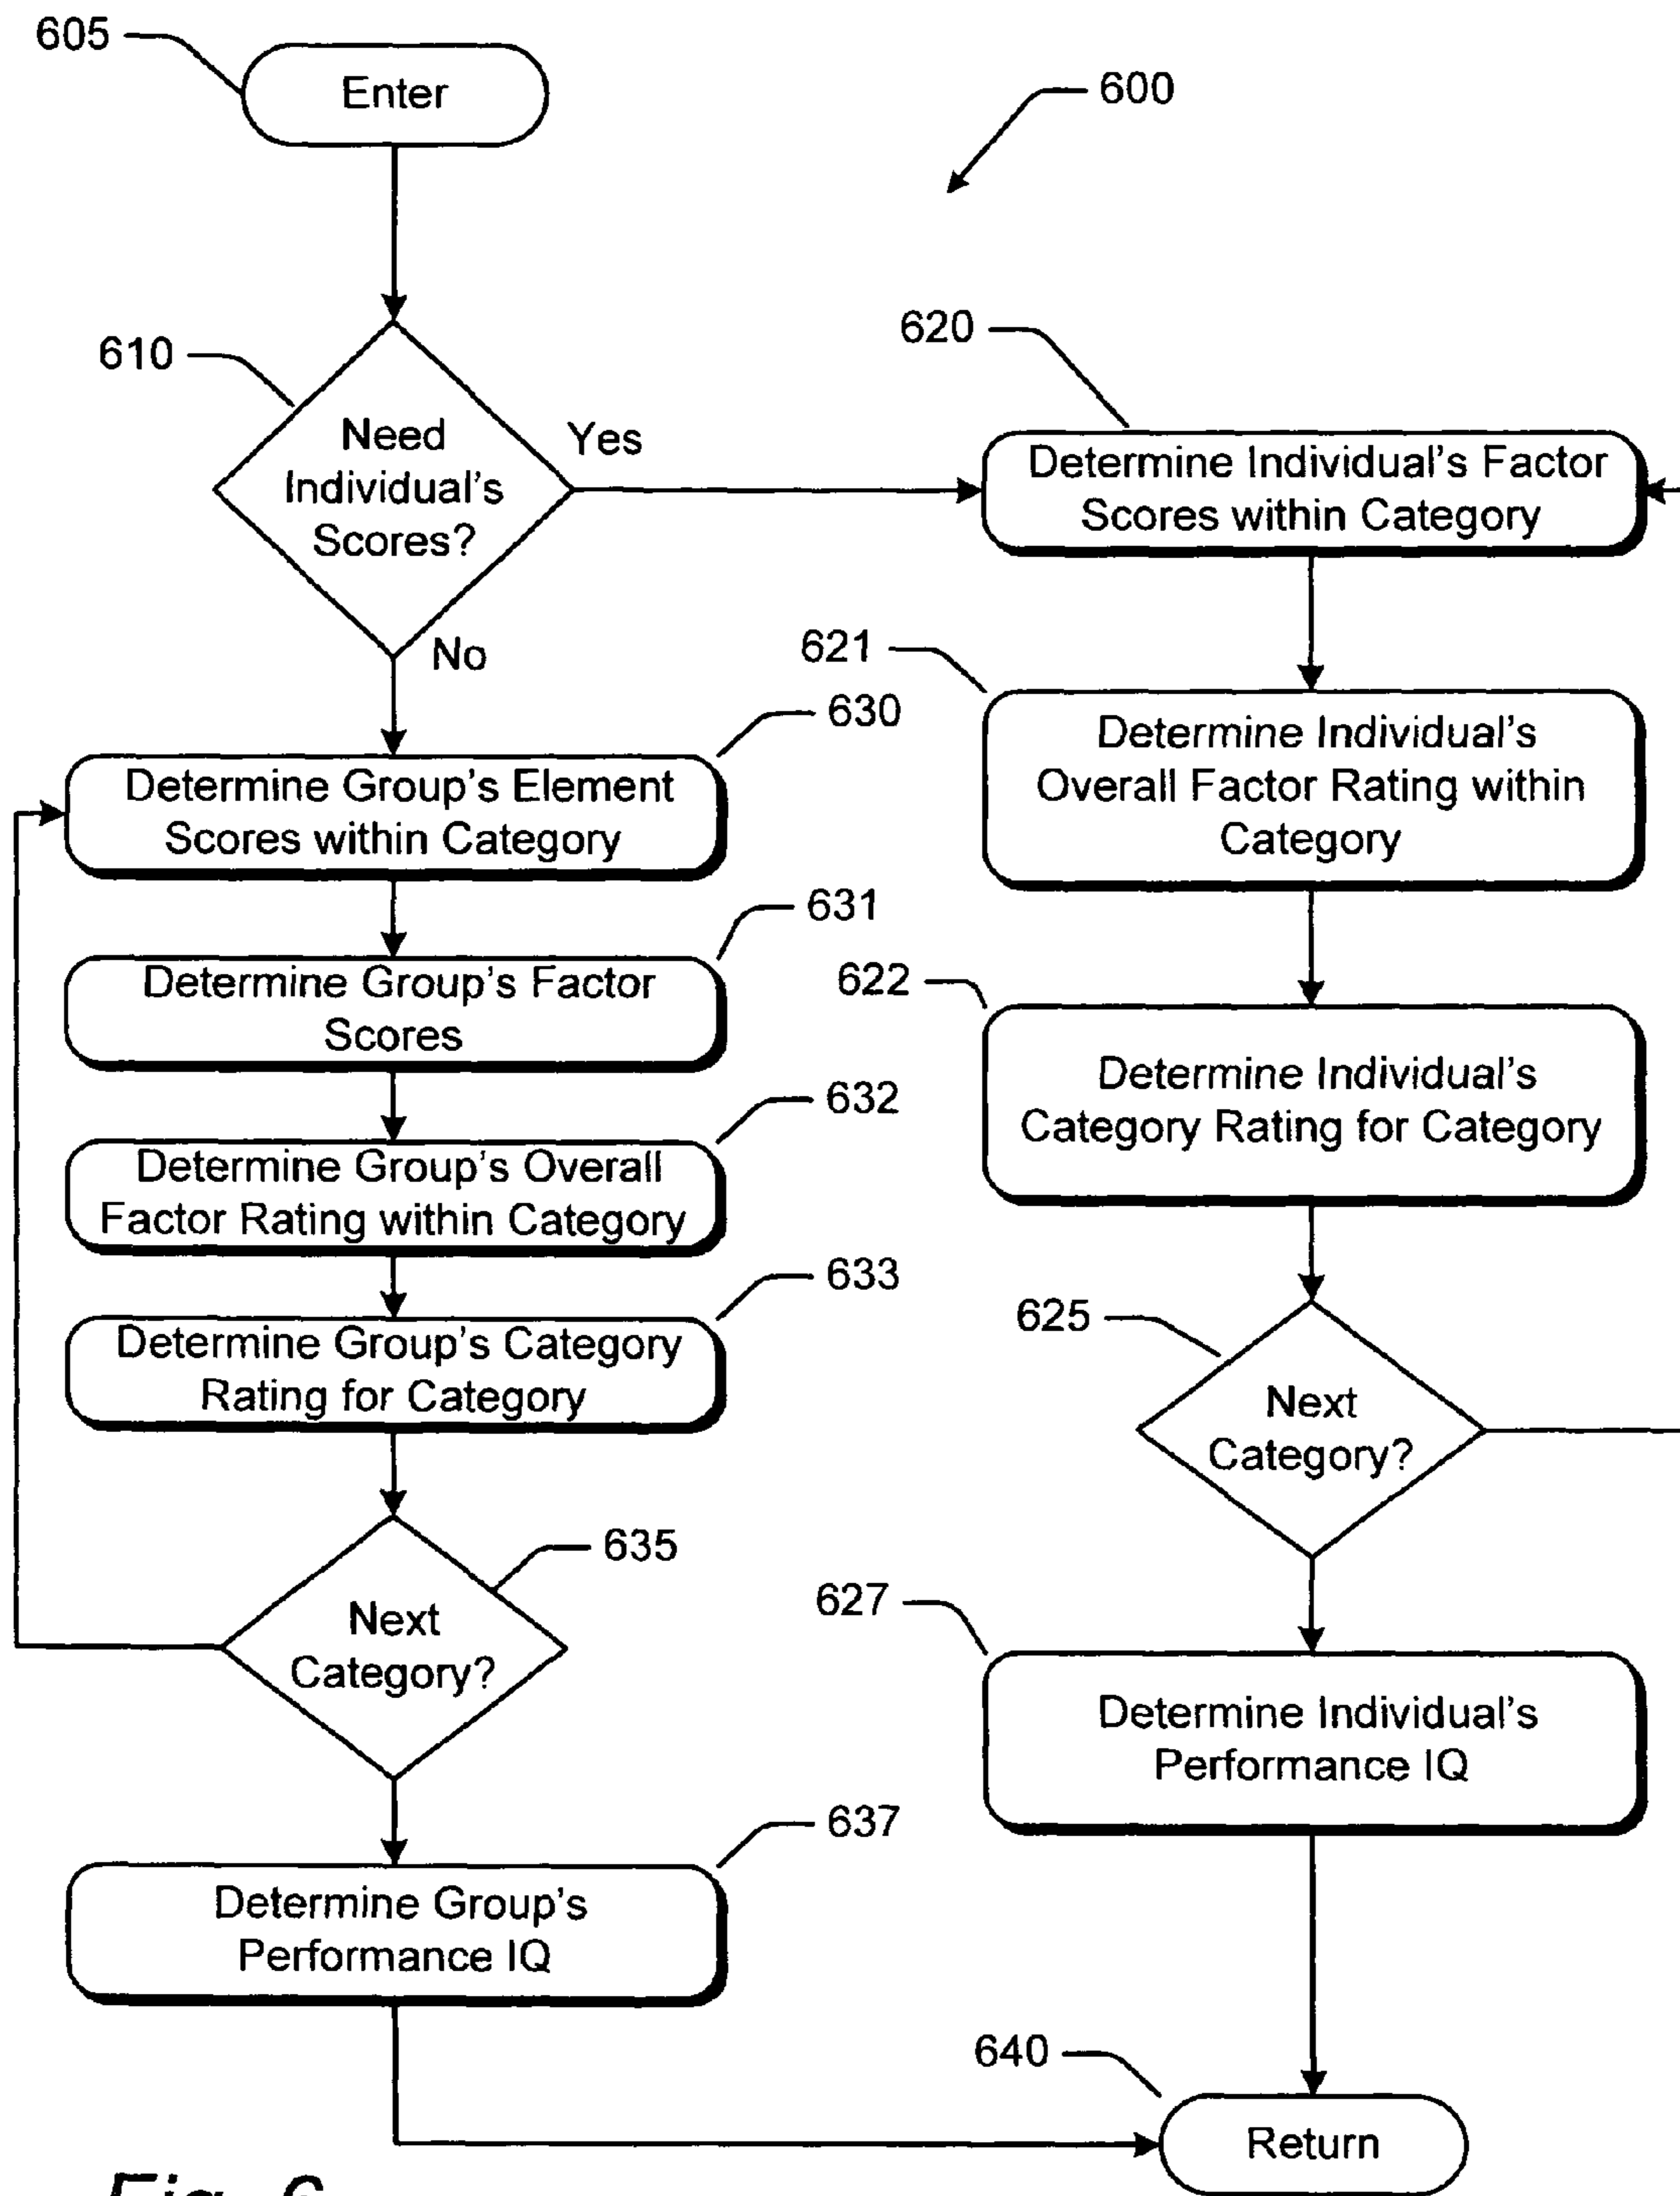 605
Enter
600
610
Need
Individual's
Scores?
Yes
No
620
Determine Individual's Factor
Scores within Category
621
Determine Individual's
Overall Factor Rating within
Category
622
Determine Individual's
Category Rating for Category
625
Next
Category?
627
Determine Individual's
Performance IQ
630
Determine Group's Element
Scores within Category
631
Determine Group's Factor
Scores
632
Determine Group's Overall
Factor Rating within Category
633
Determine Group's Category
Rating for Category
635
Next
Category?
637
Determine Group's
Performance IQ
640
Return
Fig. 6